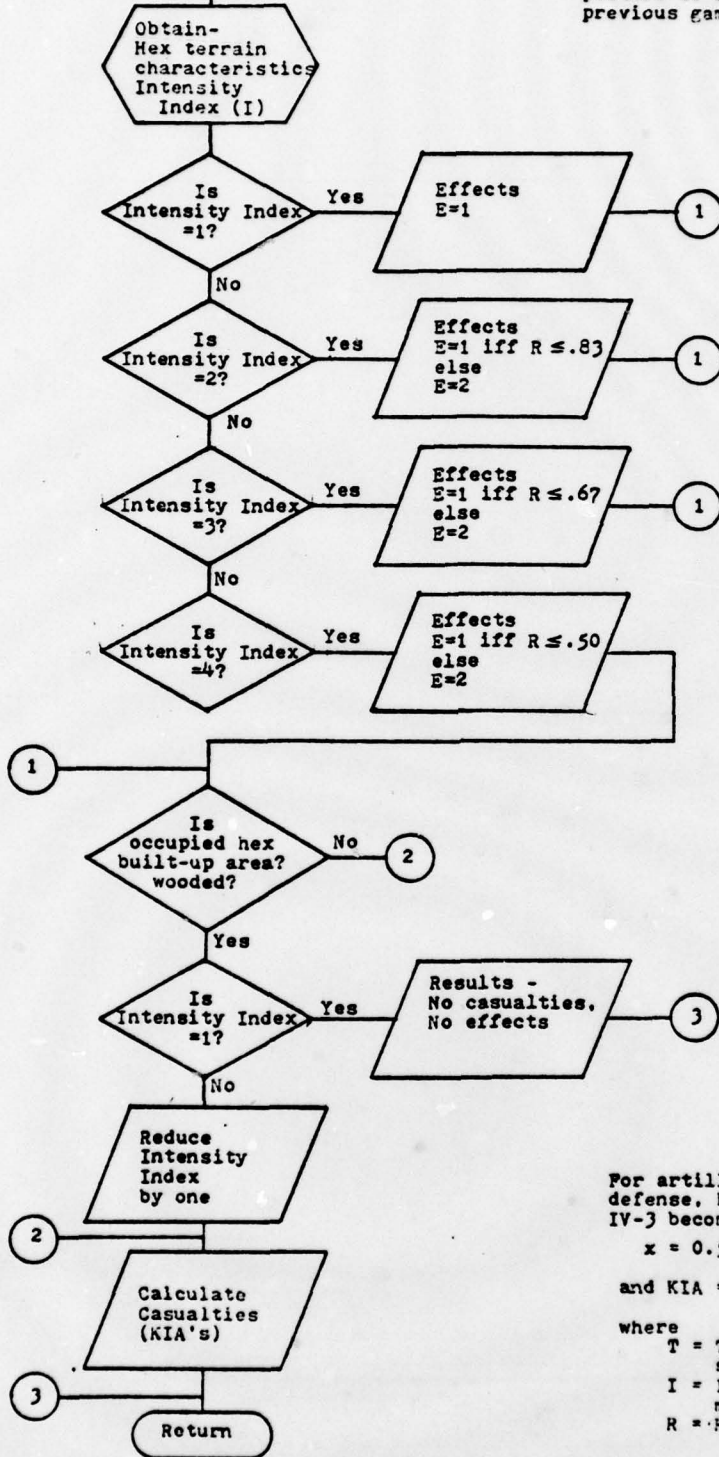 previous gam
Obtain-
Hex terrain
characteristics
Intensity
Index (I)
Is
Intensity Index
=1?
Yes
Effects
E=1
1
No
Is
Intensity Index
=2?
Yes
Effects
E=1 iff R ≤.83
else
E=2
1
No
Is
Intensity Index
=3?
Yes
Effects
E=1 iff R ≤.67
else
E=2
1
No
Is
Intensity Index
=4?
Yes
Effects
E=1 iff R ≤.50
else
E=2
1
Is
occupied hex
built-up area?
wooded?
No
2
Yes
Is
Intensity Index
=1?
Yes
Results -
No casualties,
No effects
3
No
Reduce
Intensity
Index
by one
2
Calculate
Casualties
(KIA's)
3
Return
For artill
defense,
IV-3 becom
x = 0.
and KIA =
where
T =
I =
R =